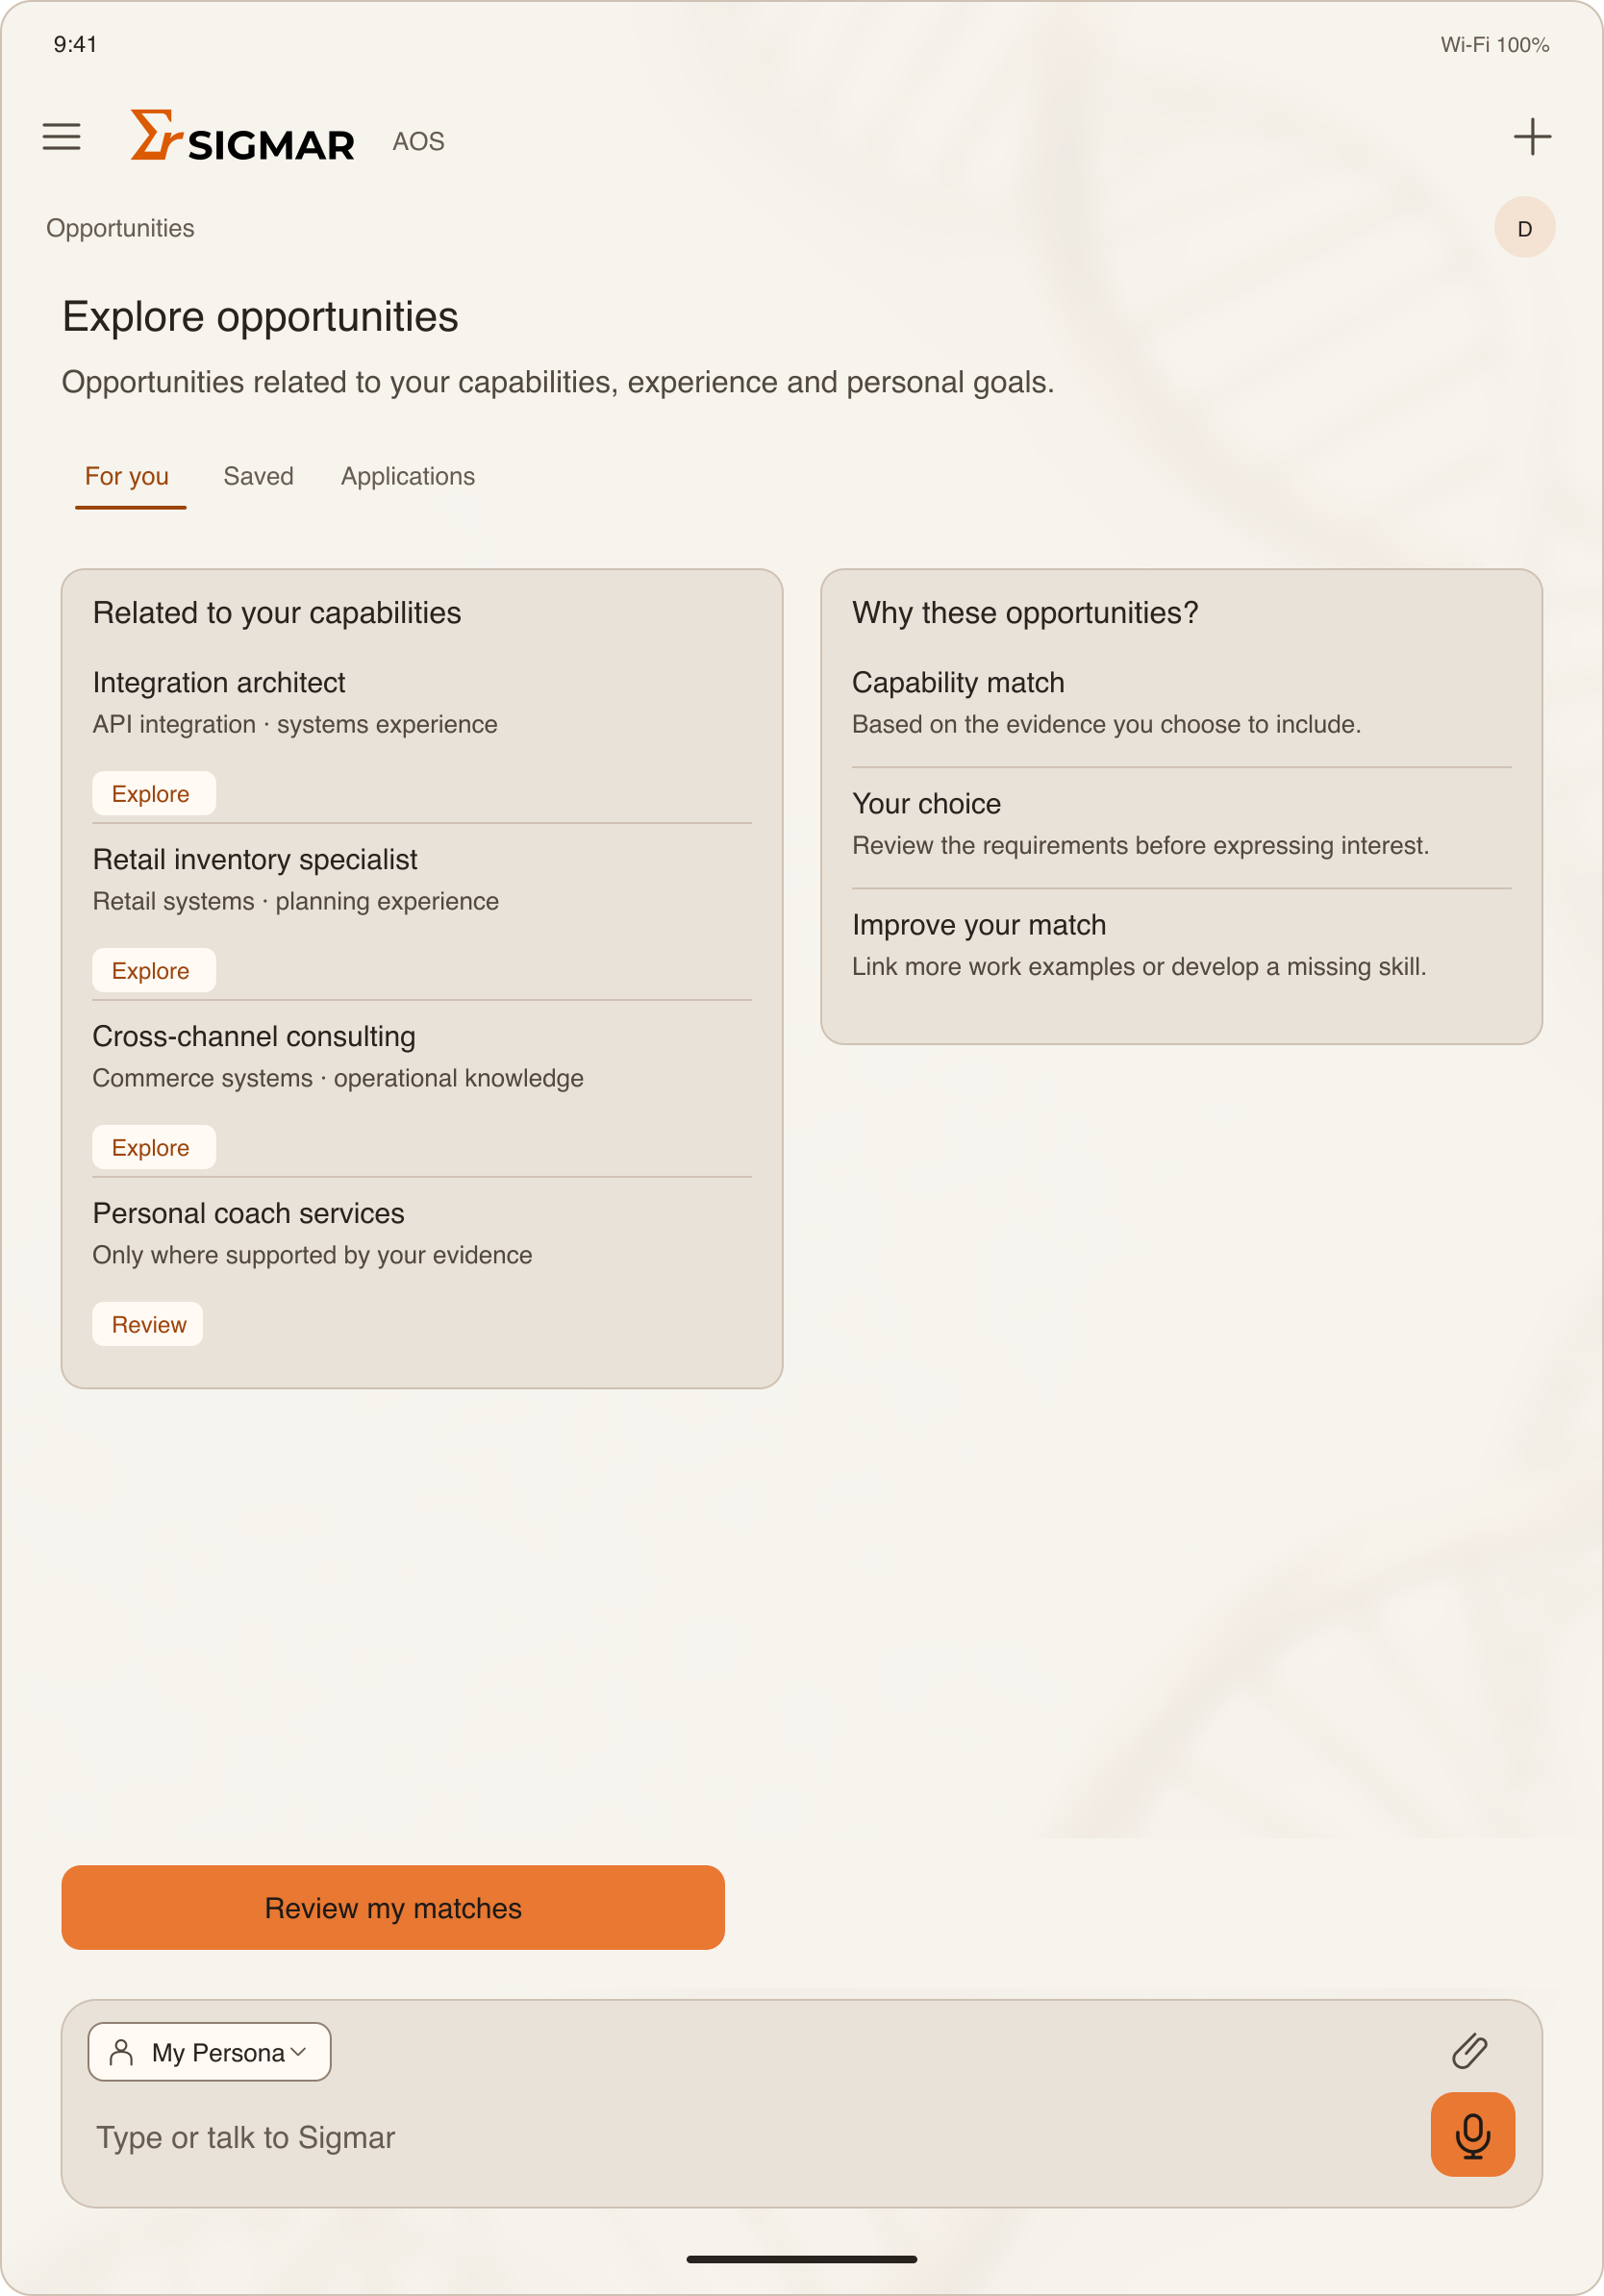 9:41
Wi-Fi 100%
Σr SIGMAR AOS
Opportunities
D
Explore opportunities
Opportunities related to your capabilities, experience and personal goals.
For you
Saved
Applications
Related to your capabilities
Integration architect
API integration · systems experience
Explore
Retail inventory specialist
Retail systems · planning experience
Explore
Cross-channel consulting
Commerce systems · operational knowledge
Explore
Personal coach services
Only where supported by your evidence
Review
Why these opportunities?
Capability match
Based on the evidence you choose to include.
Your choice
Review the requirements before expressing interest.
Improve your match
Link more work examples or develop a missing skill.
Review my matches
My Persona
Type or talk to Sigmar